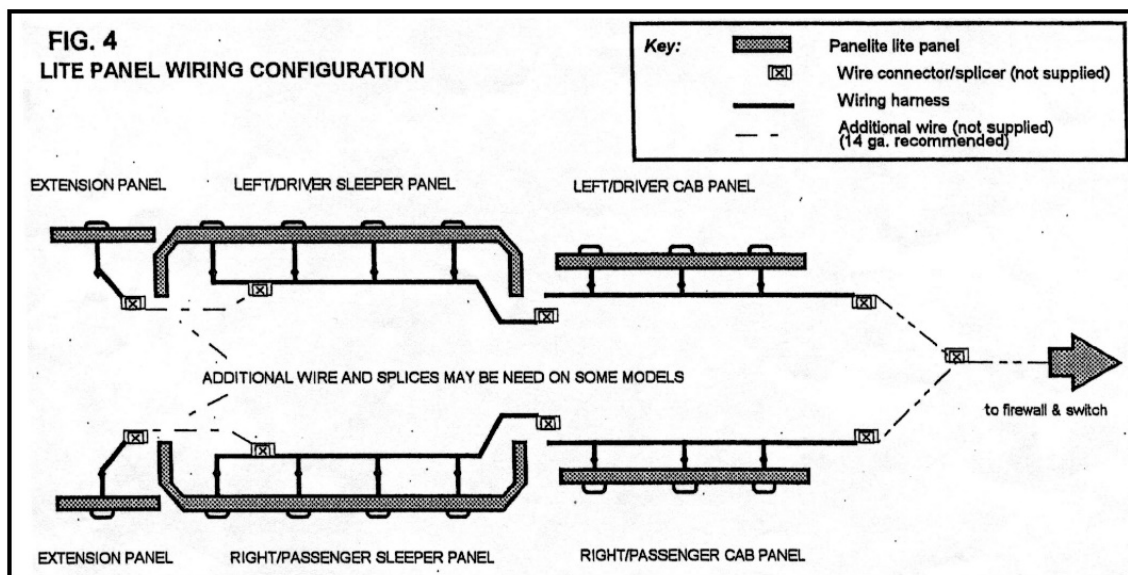 FIG. 4
LITE PANEL WIRING CONFIGURATION
Key:
Panelite lite panel
Wire connector/splicer (not supplied)
Wiring harness
Additional wire (not supplied)
(14 ga. recommended)
EXTENSION PANEL
LEFT/DRIVER SLEEPER PANEL
LEFT/DRIVER CAB PANEL
ADDITIONAL WIRE AND SPLICES MAY BE NEED ON SOME MODELS
to firewall & switch
EXTENSION PANEL
RIGHT/PASSENGER SLEEPER PANEL
RIGHT/PASSENGER CAB PANEL